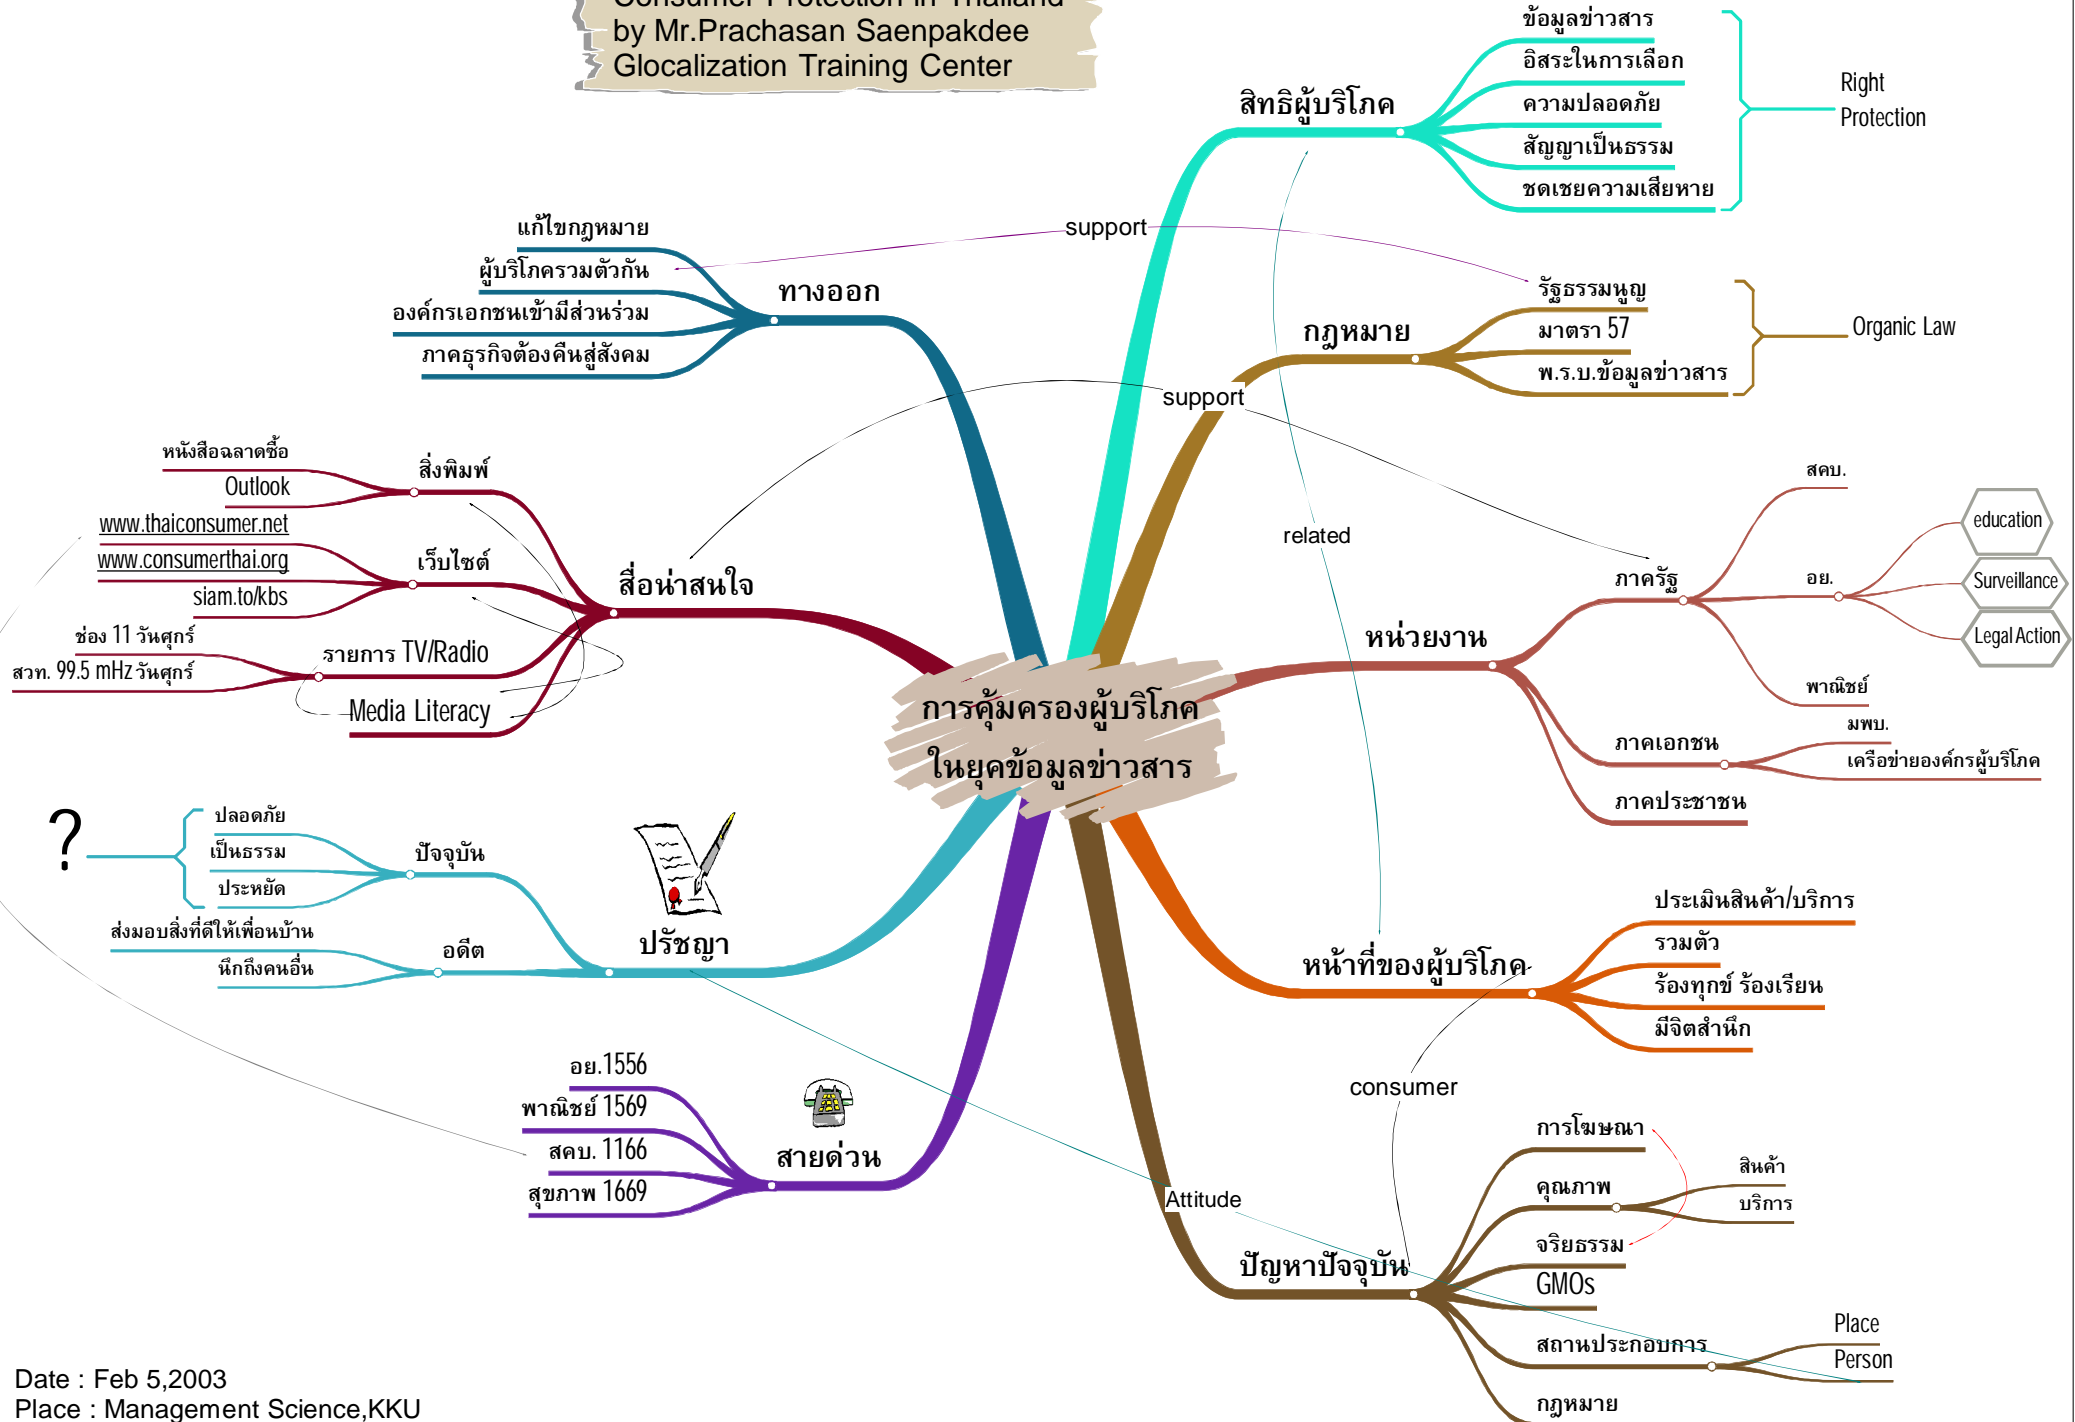 Consumer Protection in Thailand
by Mr.Prachasan Saenpakdee
Glocalization Training Center
การคุ้มครองผู้บริโภค
ในยุคข้อมูลข่าวสาร
สิทธิผู้บริโภค
ข้อมูลข่าวสาร
อิสระในการเลือก
ความปลอดภัย
สัญญาเป็นธรรม
ชดเชยความเสียหาย
Right
Protection
กฎหมาย
รัฐธรรมนูญ
มาตรา 57
พ.ร.บ.ข้อมูลข่าวสาร
Organic Law
หน่วยงาน
ภาครัฐ
สคบ.
อย.
education
Surveillance
Legal Action
พาณิชย์
ภาคเอกชน
มพบ.
เครือข่ายองค์กรผู้บริโภค
ภาคประชาชน
หน้าที่ของผู้บริโภค
ประเมินสินค้า/บริการ
รวมตัว
ร้องทุกข์ ร้องเรียน
มีจิตสำนึก
ปัญหาปัจจุบัน
การโฆษณา
คุณภาพ
สินค้า
บริการ
จริยธรรม
GMOs
สถานประกอบการ
Place
Person
กฎหมาย
สายด่วน
อย.1556
พาณิชย์ 1569
สคบ. 1166
สุขภาพ 1669
ปรัชญา
ปัจจุบัน
ปลอดภัย
เป็นธรรม
ประหยัด
?
อดีต
ส่งมอบสิ่งที่ดีให้เพื่อนบ้าน
นึกถึงคนอื่น
สื่อน่าสนใจ
สิ่งพิมพ์
หนังสือฉลาดซื้อ
Outlook
เว็บไซต์
www.thaiconsumer.net
www.consumerthai.org
siam.to/kbs
รายการ TV/Radio
ช่อง 11 วันศุกร์
สวท. 99.5 mHz วันศุกร์
Media Literacy
ทางออก
แก้ไขกฎหมาย
ผู้บริโภครวมตัวกัน
องค์กรเอกชนเข้ามีส่วนร่วม
ภาคธุรกิจต้องคืนสู่สังคม
support
support
related
consumer
Attitude
Date : Feb 5,2003
Place : Management Science,KKU